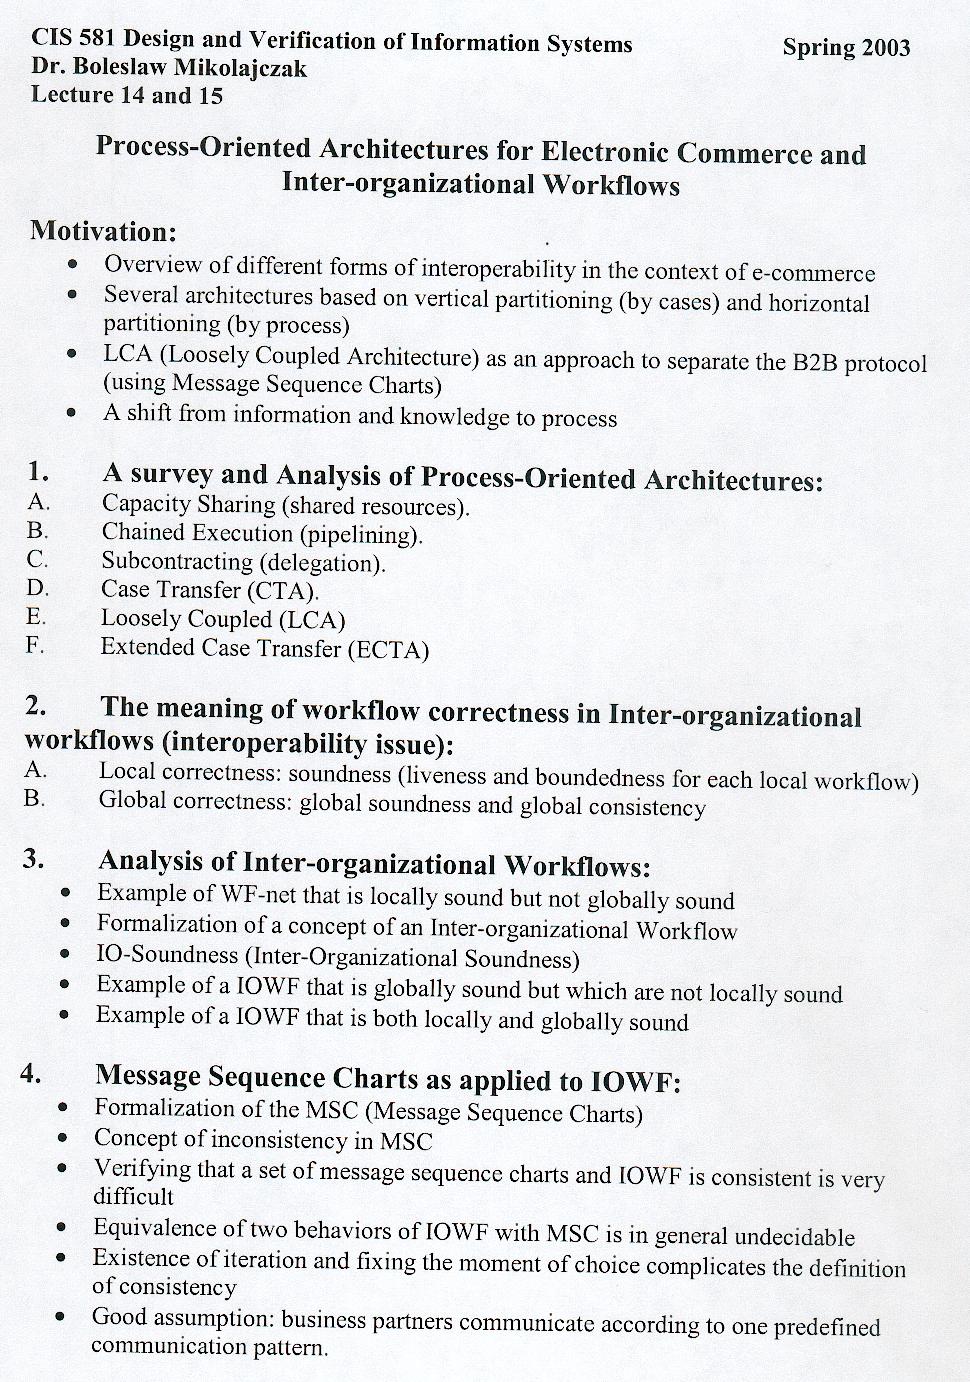 CIS 581 Design and Verification of Information Systems Spring 2003
Dr. Boleslaw Mikolajczak
Lecture 14 and 15
Process-Oriented Architectures for Electronic Commerce and
Inter-organizational Workflows
Motivation:
• Overview of different forms of interoperability in the context of e-commerce
• Several architectures based on vertical partitioning (by cases) and horizontal
partitioning (by process)
• LCA (Loosely Coupled Architecture) as an approach to separate the B2B protocol
(using Message Sequence Charts)
• A shift from information and knowledge to process
1. A survey and Analysis of Process-Oriented Architectures:
A. Capacity Sharing (shared resources).
B. Chained Execution (pipelining).
C. Subcontracting (delegation).
D. Case Transfer (CTA).
E. Loosely Coupled (LCA)
F. Extended Case Transfer (ECTA)
2. The meaning of workflow correctness in Inter-organizational
workflows (interoperability issue):
A. Local correctness: soundness (liveness and boundedness for each local workflow)
B. Global correctness: global soundness and global consistency
3. Analysis of Inter-organizational Workflows:
• Example of WF-net that is locally sound but not globally sound
• Formalization of a concept of an Inter-organizational Workflow
• IO-Soundness (Inter-Organizational Soundness)
• Example of a IOWF that is globally sound but which are not locally sound
• Example of a IOWF that is both locally and globally sound
4. Message Sequence Charts as applied to IOWF:
• Formalization of the MSC (Message Sequence Charts)
• Concept of inconsistency in MSC
• Verifying that a set of message sequence charts and IOWF is consistent is very
difficult
• Equivalence of two behaviors of IOWF with MSC is in general undecidable
• Existence of iteration and fixing the moment of choice complicates the definition
of consistency
• Good assumption: business partners communicate according to one predefined
communication pattern.